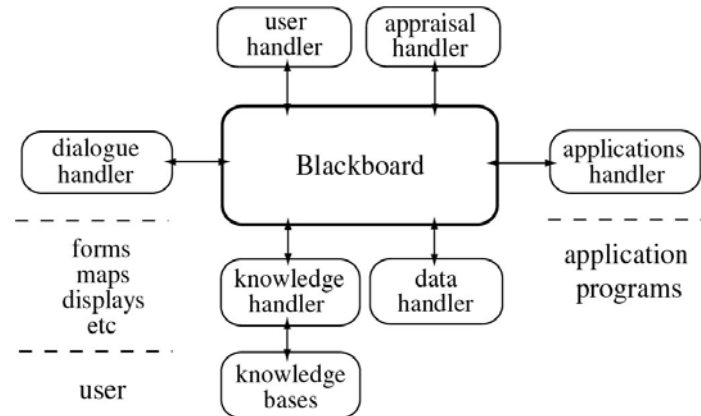 user
handler
appraisal
handler
dialogue
handler
Blackboard
applications
handler
forms
maps
displays
etc
knowledge
handler
data
handler
application
programs
user
knowledge
bases